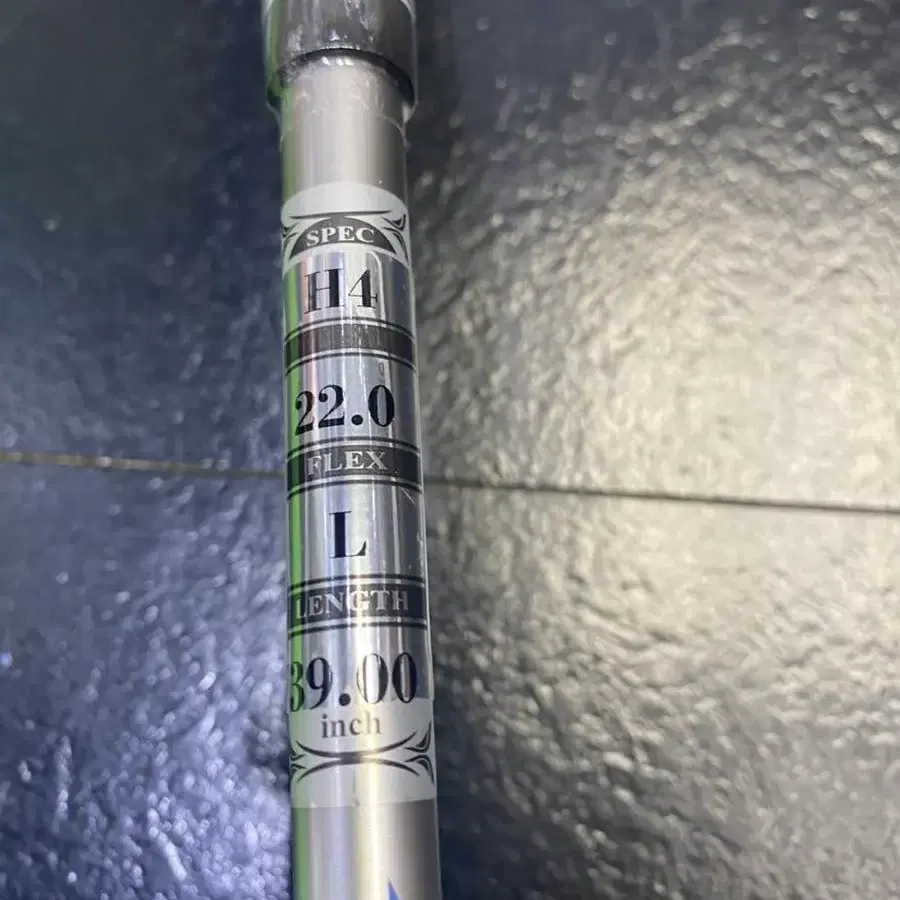 SPEC
H4
22.0
FLEX
L
LENGTH
39.00
inch